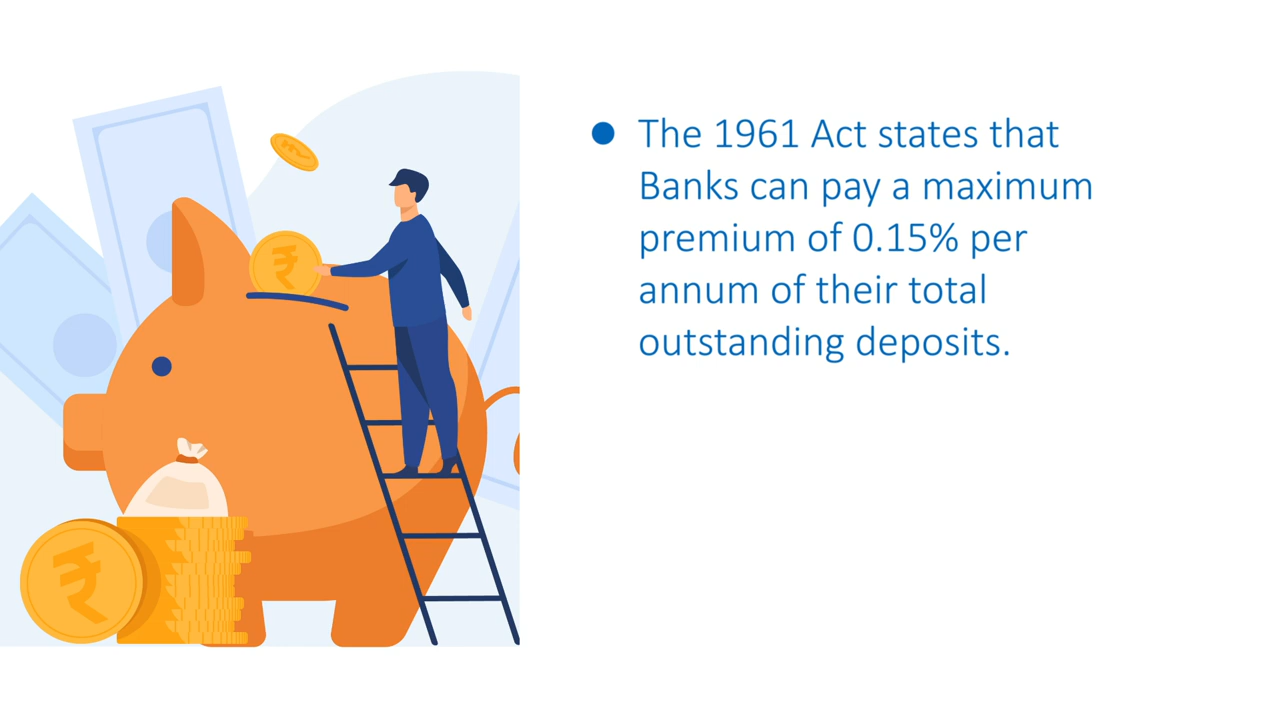 The 1961 Act states that
Banks can pay a maximum
premium of 0.15% per
annum of their total
outstanding deposits.
₹
₹